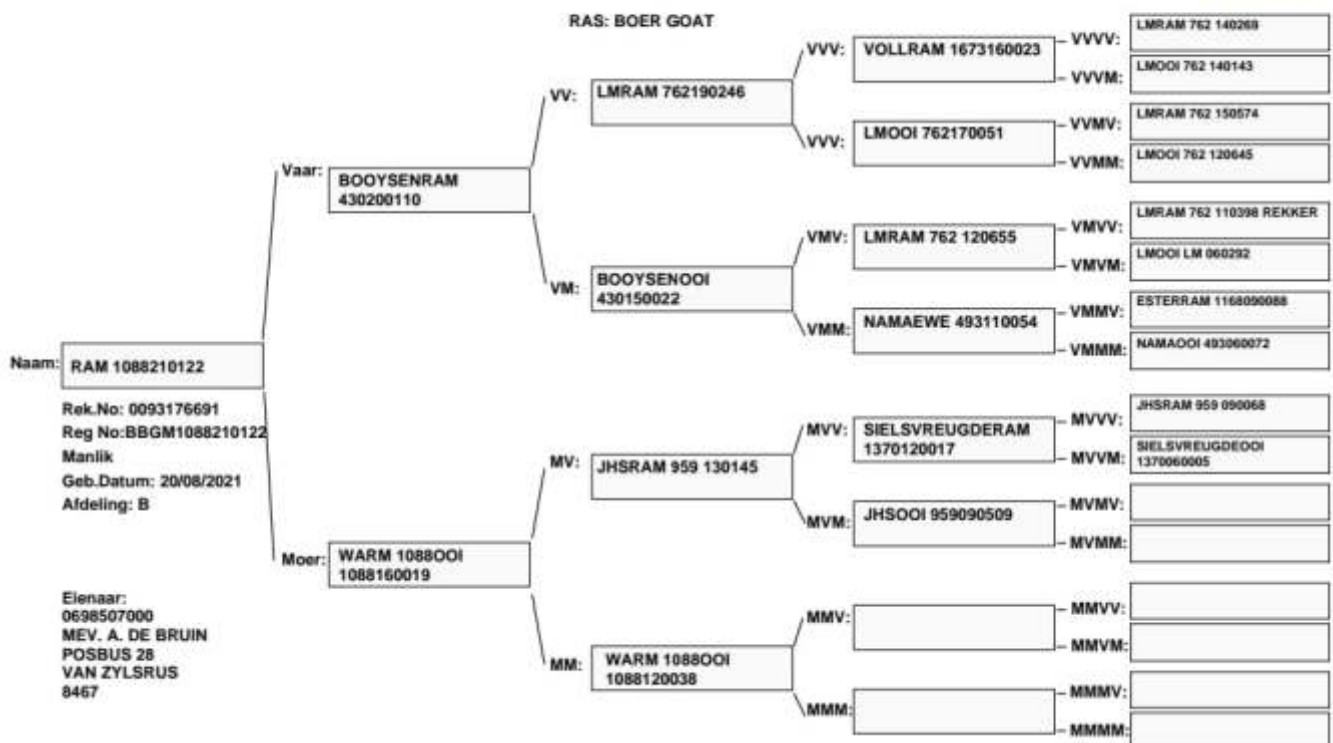 RAS: BOER GOAT
Naam: RAM 1088210122
Rek.No: 0093176691
Reg No:BBGM1088210122
Manlik
Geb.Datum: 20/08/2021
Afdeling: B
Eienaar:
0698507000
MEV. A. DE BRUIN
POSBUS 28
VAN ZYLSRUS
8467
Vaar: BOOYSENRAM
430200110
Moer: WARM 1088OOI
1088160019
VV: LMRAM 762190246
VM: BOOYSENOOI
430150022
MV: JHSRAM 959 130145
MM: WARM 1088OOI
1088120038
VVV: VOLLRAM 1673160023
VVV: LMOOI 762170051
VMV: LMRAM 762 120655
VMM: NAMAEWE 493110054
MVV: SIELSVREUGDERAM
1370120017
MVM: JHSOOI 959090509
MMV:
MMM:
VVVV: LMRAM 762 140269
VVVM: LMOOI 762 140143
VVMV: LMRAM 762 150574
VVMM: LMOOI 762 120645
VMVV: LMRAM 762 110398 REKKER
VMVM: LMOOI LM 060292
VMMV: ESTERRAM 1168090088
VMMM: NAMAOOI 493060072
MVVV: JHSRAM 959 090068
MVVM: SIELSVREUGDEOOI
1370060005
MVMV:
MVMM:
MMVV:
MMVM:
MMMV:
MMMM: